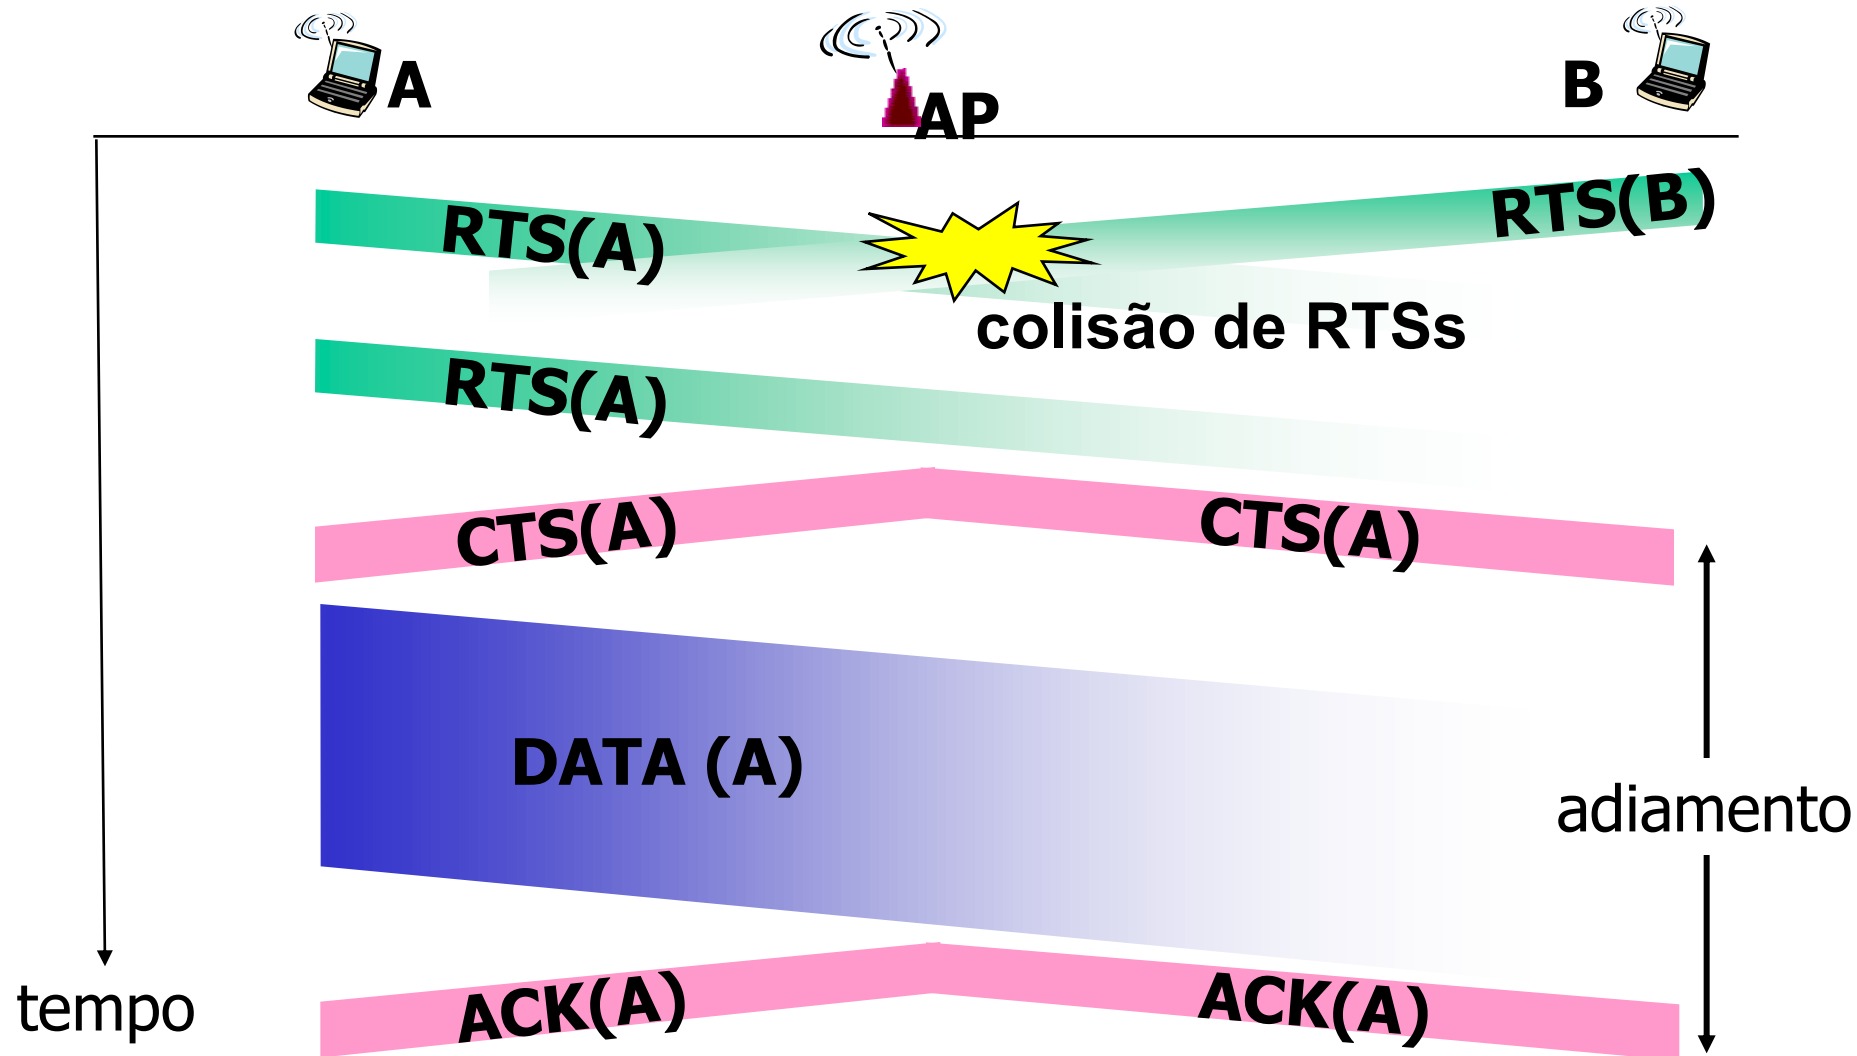 A
AP
B
RTS(A)
RTS(B)
colisão de RTSs
RTS(A)
CTS(A)
CTS(A)
DATA (A)
adiamento
ACK(A)
ACK(A)
tempo